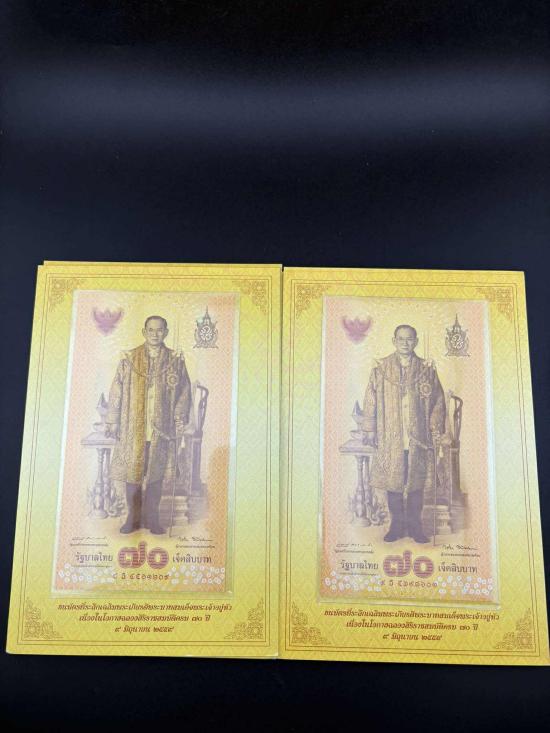 รัฐบาลไทย ๗๐ เจ็ดสิบบาท
ธนบัตรที่ระลึกเฉลิมพระเกียรติพระบาทสมเด็จพระเจ้าอยู่หัว
เนื่องในโอกาสฉลองสิริราชสมบัติครบ ๗๐ ปี
๙ มิถุนายน ๒๕๕๙
รัฐบาลไทย ๗๐ เจ็ดสิบบาท
ธนบัตรที่ระลึกเฉลิมพระเกียรติพระบาทสมเด็จพระเจ้าอยู่หัว
เนื่องในโอกาสฉลองสิริราชสมบัติครบ ๗๐ ปี
๙ มิถุนายน ๒๕๕๙